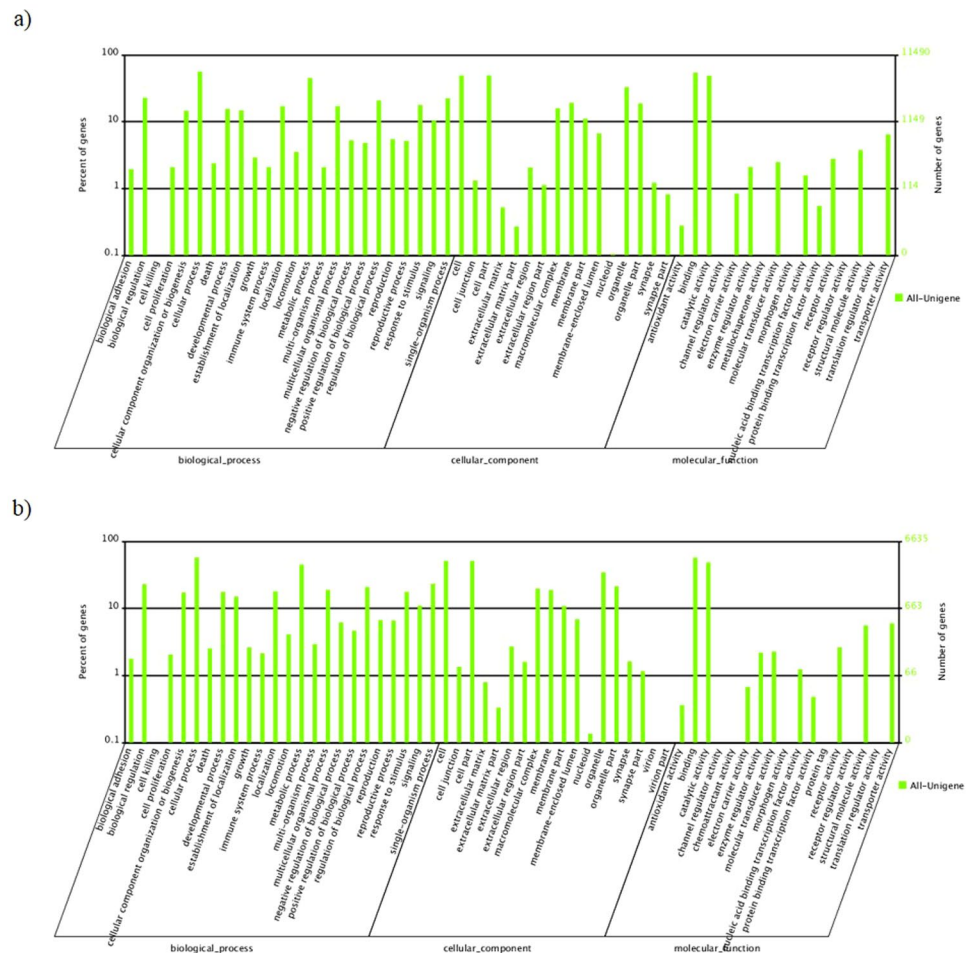 a)
100
11490
10
1149
1
114
0.1
0
Percent of genes
Number of genes
biological adhesion
biological regulation
cell killing
cell proliferation
cellular component organization or biogenesis
cellular process
death
developmental process
establishment of localization
growth
immune system process
localization
locomotion
metabolic process
multi-organism process
multicellular organismal process
negative regulation of biological process
positive regulation of biological process
regulation of biological process
reproduction
reproductive process
response to stimulus
signaling
single-organism process
cell
cell junction
cell part
extracellular matrix
extracellular matrix part
extracellular region
extracellular region part
macromolecular complex
membrane
membrane part
membrane-enclosed lumen
nucleoid
organelle
organelle part
synapse
synapse part
antioxidant activity
binding
catalytic activity
channel regulator activity
electron carrier activity
enzyme regulator activity
metallochaperone activity
molecular transducer activity
morphogen activity
nucleic acid binding transcription factor activity
protein binding transcription factor activity
receptor activity
receptor regulator activity
structural molecule activity
translation regulator activity
transporter activity
All-Unigene
biological_process
cellular_component
molecular_function
b)
100
6635
10
663
1
66
0.1
0
Percent of genes
Number of genes
biological adhesion
biological regulation
cell killing
cell proliferation
cellular component organization or biogenesis
cellular process
death
developmental process
establishment of localization
growth
immune system process
localization
locomotion
metabolic process
multi-organism process
multicellular organismal process
negative regulation of biological process
positive regulation of biological process
regulation of biological process
reproduction
reproductive process
response to stimulus
signaling
single-organism process
cell
cell junction
cell part
extracellular matrix
extracellular matrix part
extracellular region
extracellular region part
macromolecular complex
membrane
membrane part
membrane-enclosed lumen
nucleoid
organelle
organelle part
synapse
synapse part
virion
virion part
antioxidant activity
binding
catalytic activity
channel regulator activity
chemoattractant activity
electron carrier activity
enzyme regulator activity
molecular transducer activity
morphogen activity
nucleic acid binding transcription factor activity
protein binding transcription factor activity
protein tag
receptor activity
receptor regulator activity
structural molecule activity
translation regulator activity
transporter activity
All-Unigene
biological_process
cellular_component
molecular_function